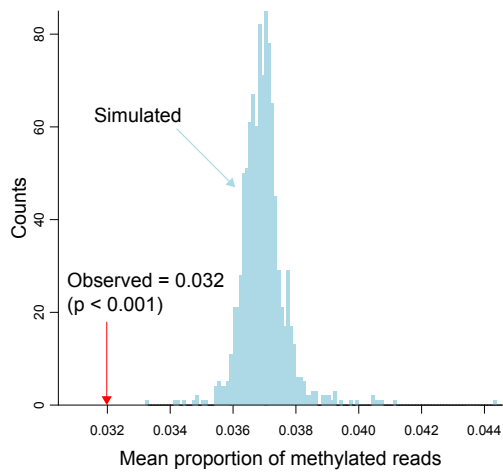 80
60
40
20
0
Counts
Simulated
Observed = 0.032
(p < 0.001)
0.032 0.034 0.036 0.038 0.040 0.042 0.044
Mean proportion of methylated reads